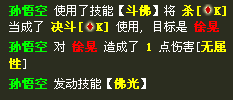 孙悟空 使用了技能【斗佛】将 杀[♦K]
当成了 决斗[♦K] 使用，目标是 徐晃
孙悟空 对 徐晃 造成了 1 点伤害[无属
性]
孙悟空 发动技能【佛光】